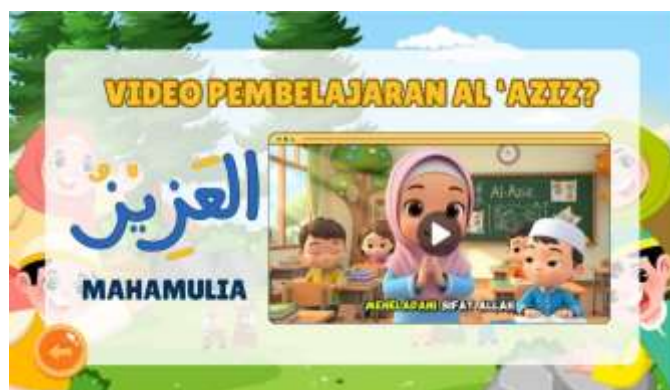 VIDEO PEMBELAJARAN AL 'AZIZ?
العَزِيزُ
MAHAMULIA
Al-Aziz
MENELADANI SIFAT ALLAH